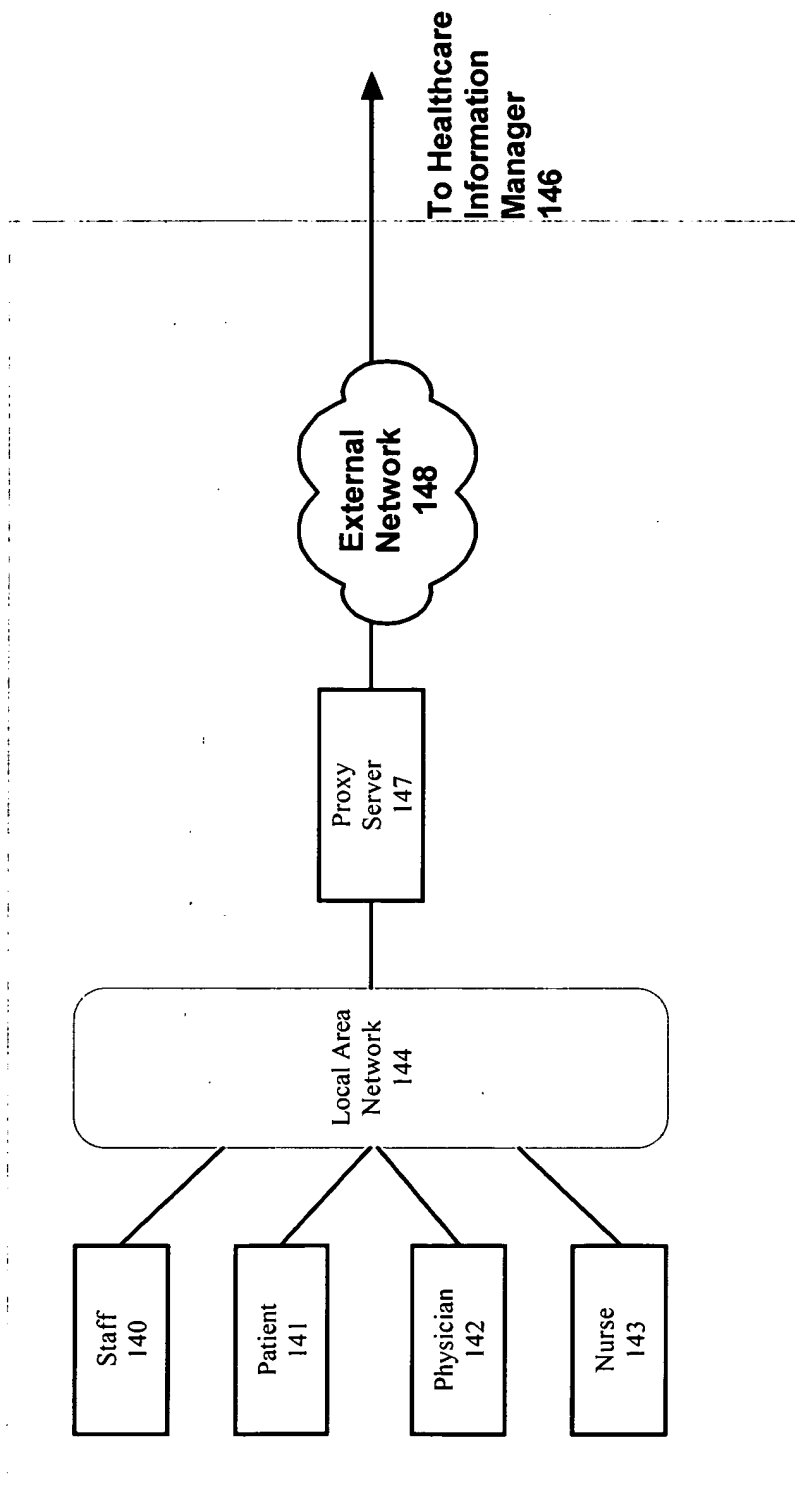 Staff
140
Patient
141
Physician
142
Nurse
143
Local Area
Network
144
Proxy
Server
147
External
Network
148
To Healthcare
Information
Manager
146